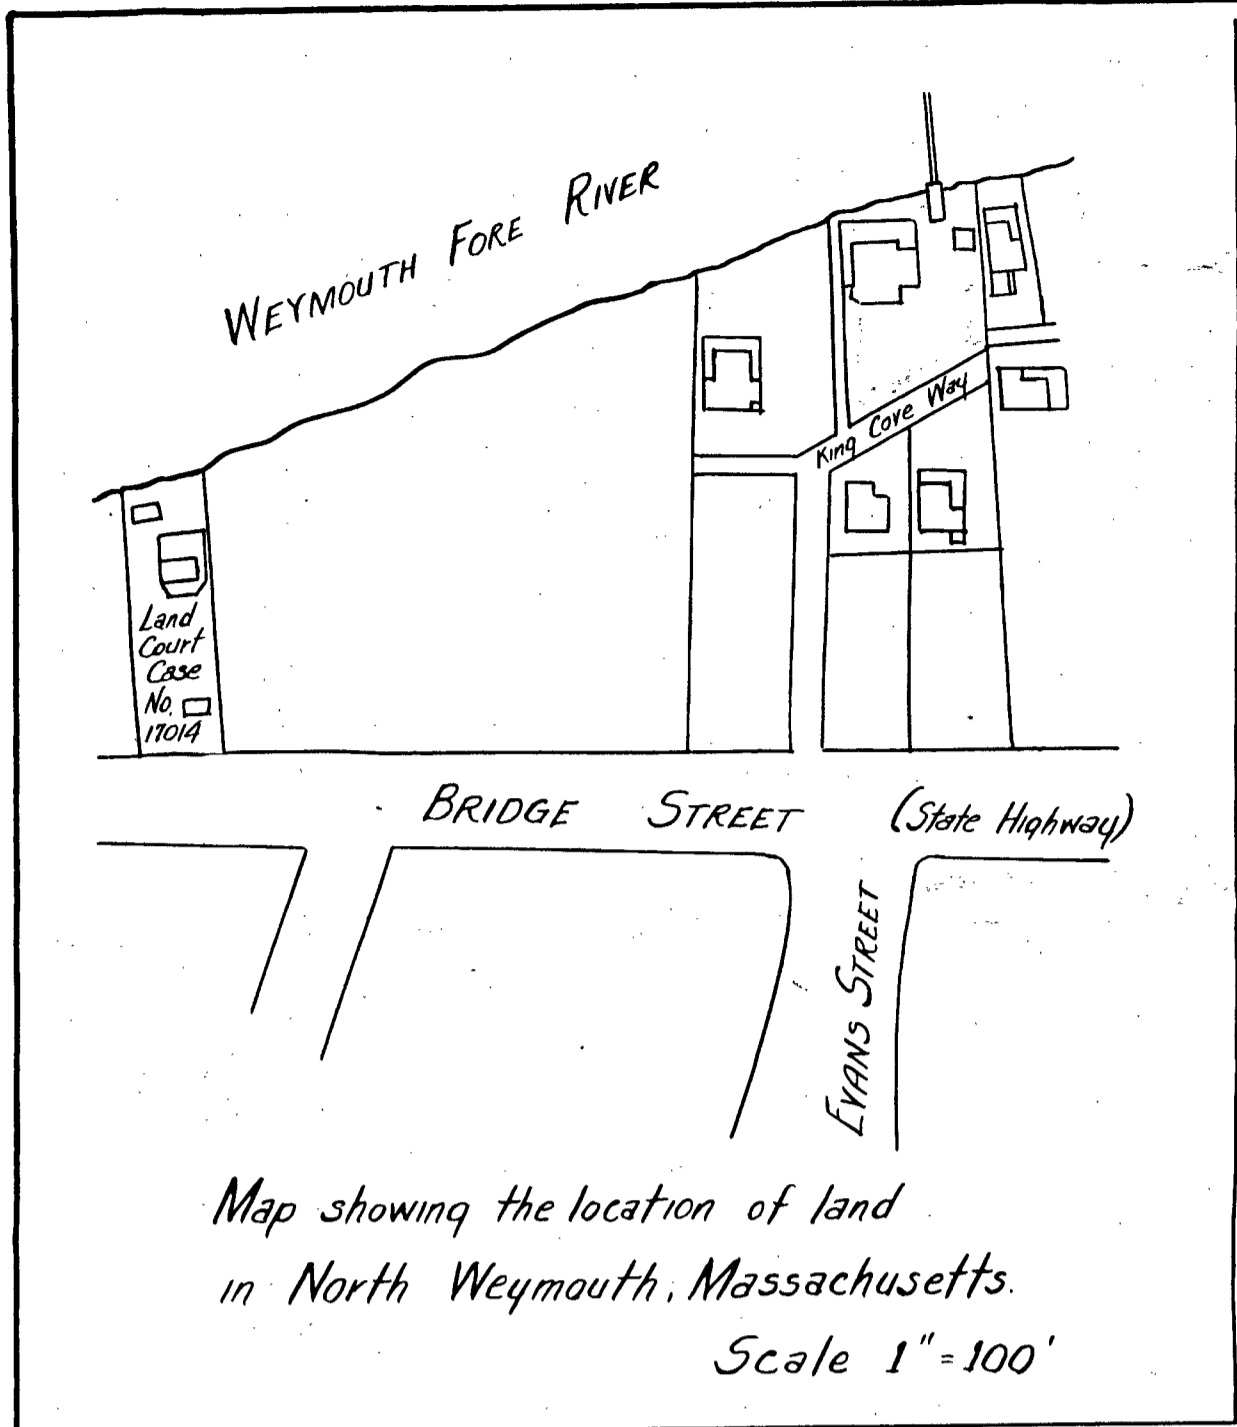 WEYMOUTH FORE RIVER
King Cove Way
Land
Court
Case
No.
17014
BRIDGE STREET (State Highway)
EVANS STREET
Map showing the location of land
in North Weymouth, Massachusetts.
Scale 1" = 100'